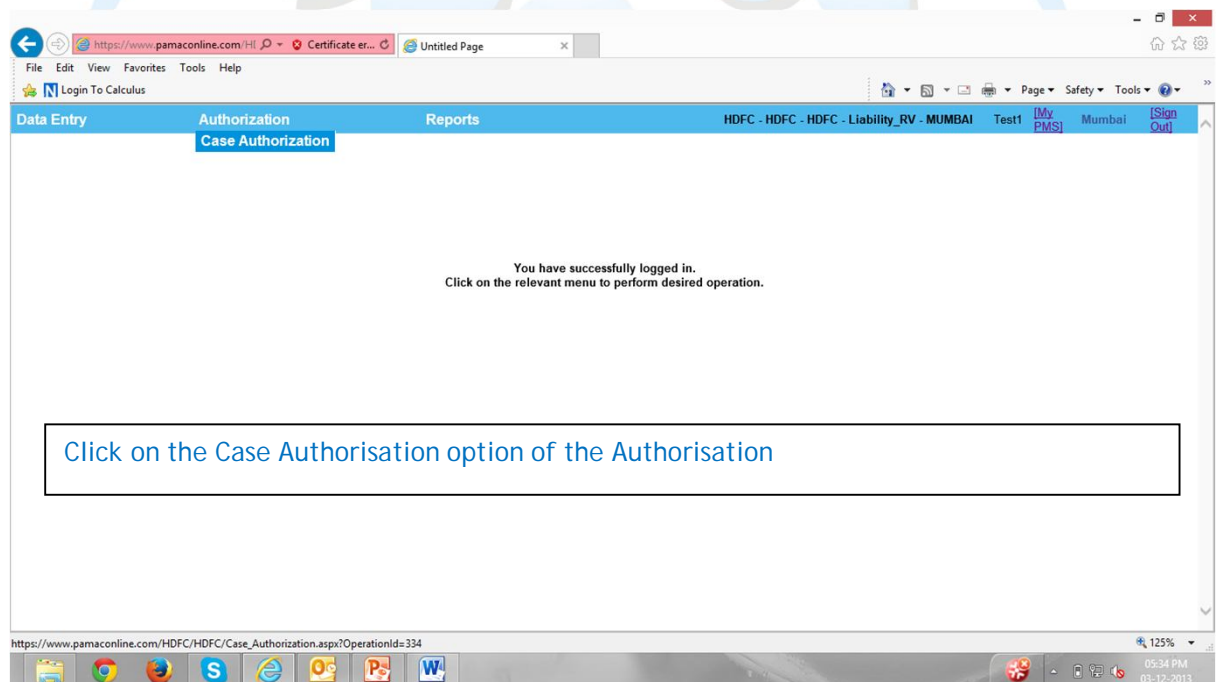 https://www.pamaconline.com/HI
Certificate er...
Untitled Page
File Edit View Favorites Tools Help
Login To Calculus
Page Safety Tools
Data Entry Authorization Reports HDFC - HDFC - HDFC - Liability_RV - MUMBAI Test1 [My PMS] Mumbai [Sign Out]
Case Authorization
You have successfully logged in.
Click on the relevant menu to perform desired operation.
Click on the Case Authorisation option of the Authorisation
https://www.pamaconline.com/HDFC/HDFC/Case_Authorization.aspx?OperationId=334
125%
05:34 PM
03-12-2013